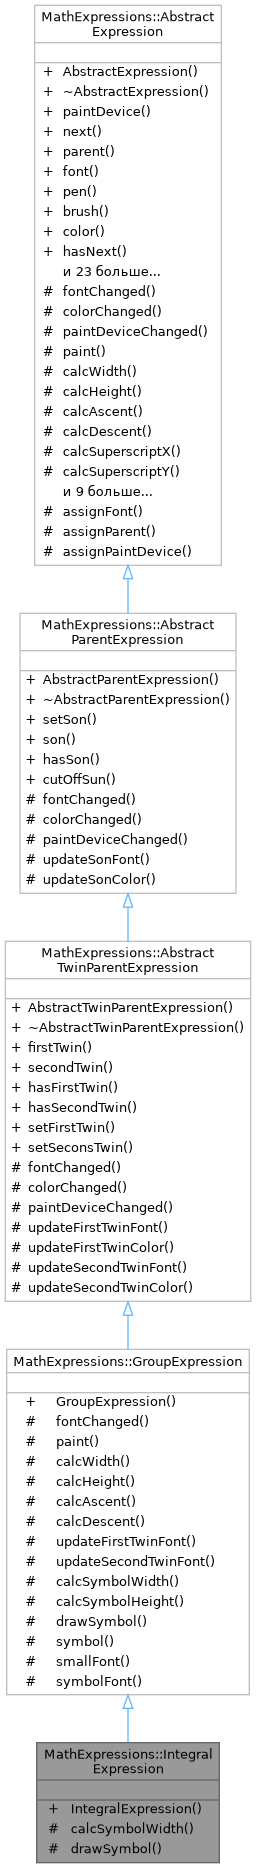 MathExpressions::Abstract
Expression
+ AbstractExpression()
+ ~AbstractExpression()
+ paintDevice()
+ next()
+ parent()
+ font()
+ pen()
+ brush()
+ color()
+ hasNext()
и 23 больше...
# fontChanged()
# colorChanged()
# paintDeviceChanged()
# paint()
# calcWidth()
# calcHeight()
# calcAscent()
# calcDescent()
# calcSuperscriptX()
# calcSuperscriptY()
и 9 больше...
# assignFont()
# assignParent()
# assignPaintDevice()
MathExpressions::Abstract
ParentExpression
+ AbstractParentExpression()
+ ~AbstractParentExpression()
+ setSon()
+ son()
+ hasSon()
+ cutOffSun()
# fontChanged()
# colorChanged()
# paintDeviceChanged()
# updateSonFont()
# updateSonColor()
MathExpressions::Abstract
TwinParentExpression
+ AbstractTwinParentExpression()
+ ~AbstractTwinParentExpression()
+ firstTwin()
+ secondTwin()
+ hasFirstTwin()
+ hasSecondTwin()
+ setFirstTwin()
+ setSeconsTwin()
# fontChanged()
# colorChanged()
# paintDeviceChanged()
# updateFirstTwinFont()
# updateFirstTwinColor()
# updateSecondTwinFont()
# updateSecondTwinColor()
MathExpressions::GroupExpression
+ GroupExpression()
# fontChanged()
# paint()
# calcWidth()
# calcHeight()
# calcAscent()
# calcDescent()
# updateFirstTwinFont()
# updateSecondTwinFont()
# calcSymbolWidth()
# calcSymbolHeight()
# drawSymbol()
# symbol()
# smallFont()
# symbolFont()
MathExpressions::Integral
Expression
+ IntegralExpression()
# calcSymbolWidth()
# drawSymbol()